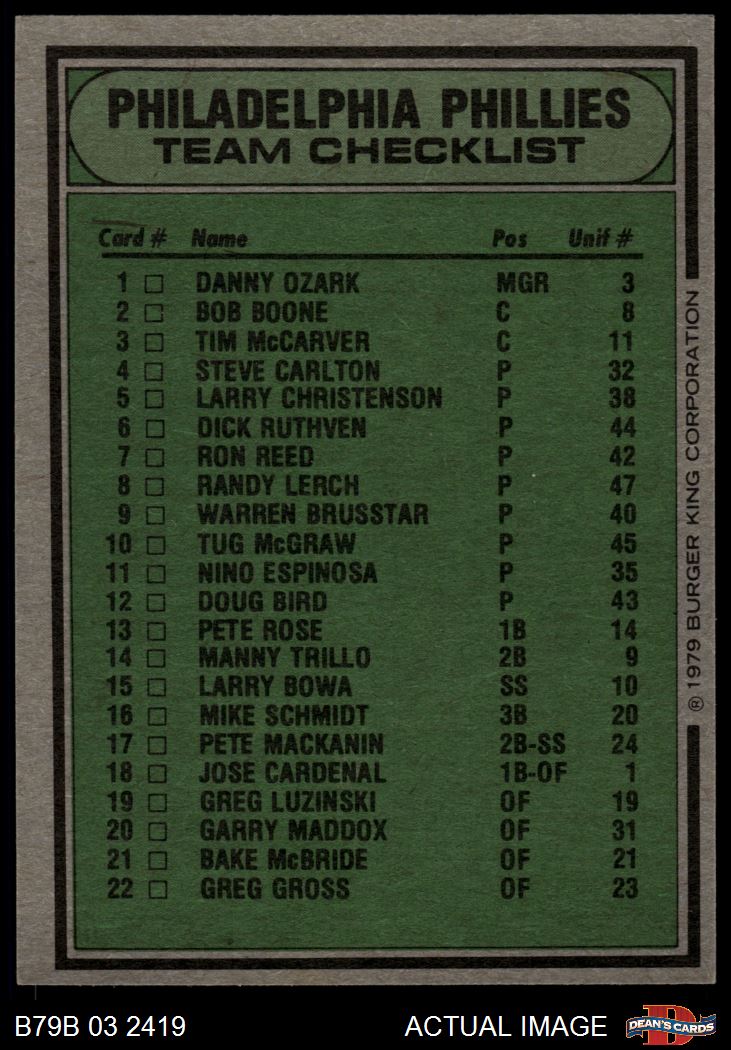 PHILADELPHIA PHILLIES
TEAM CHECKLIST
Card # Name Pos Unif #
1 DANNY OZARK MGR 3
2 BOB BOONE C 8
3 TIM McCARVER C 11
4 STEVE CARLTON P 32
5 LARRY CHRISTENSON P 38
6 DICK RUTHVEN P 44
7 RON REED P 42
8 RANDY LERCH P 47
9 WARREN BRUSSTAR P 40
10 TUG McGRAW P 45
11 NINO ESPINOSA P 35
12 DOUG BIRD P 43
13 PETE ROSE 1B 14
14 MANNY TRILLO 2B 9
15 LARRY BOWA SS 10
16 MIKE SCHMIDT 3B 20
17 PETE MACKANIN 2B-SS 24
18 JOSE CARDENAL 1B-OF 1
19 GREG LUZINSKI OF 19
20 GARRY MADDOX OF 31
21 BAKE McBRIDE OF 21
22 GREG GROSS OF 23
® 1979 BURGER KING CORPORATION
B79B 03 2419 ACTUAL IMAGE
D
DEAN'S CARDS